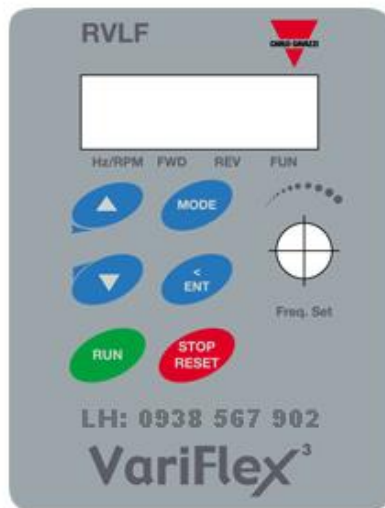 RVLF
CARLO GAVAZZI
Hz/RPM FWD REV FUN
MODE
<
ENT
Freq. Set
RUN
STOP
RESET
LH: 0938 567 902
VariFlex³